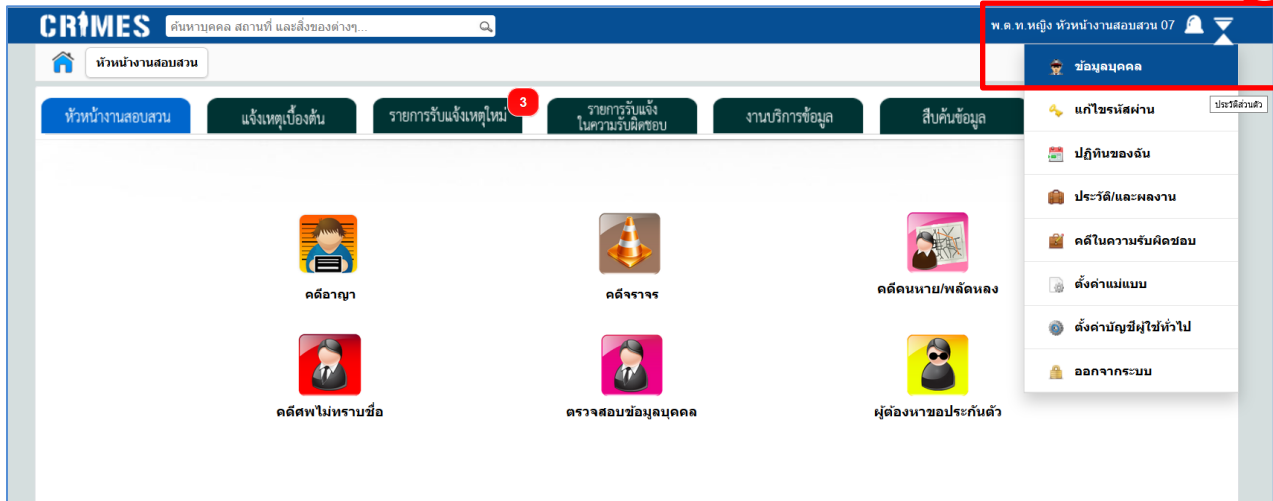 CRIMES
ค้นหาบุคคล สถานที่ และสิ่งของต่างๆ...
พ.ต.ท.หญิง หัวหน้างานสอบสวน 07
หัวหน้างานสอบสวน
ข้อมูลบุคคล
ประวัติส่วนตัว
หัวหน้างานสอบสวน
แจ้งเหตุเบื้องต้น
รายการรับแจ้งเหตุใหม่
3
รายการรับแจ้ง
ในความรับผิดชอบ
งานบริการข้อมูล
สืบค้นข้อมูล
แก้ไขรหัสผ่าน
ปฏิทินของฉัน
ประวัติ/และผลงาน
คดีในความรับผิดชอบ
ตั้งค่าแม่แบบ
ตั้งค่าบัญชีผู้ใช้ทั่วไป
ออกจากระบบ
คดีอาญา
คดีจราจร
คดีคนหาย/พลัดหลง
คดีศพไม่ทราบชื่อ
ตรวจสอบข้อมูลบุคคล
ผู้ต้องหาขอประกันตัว